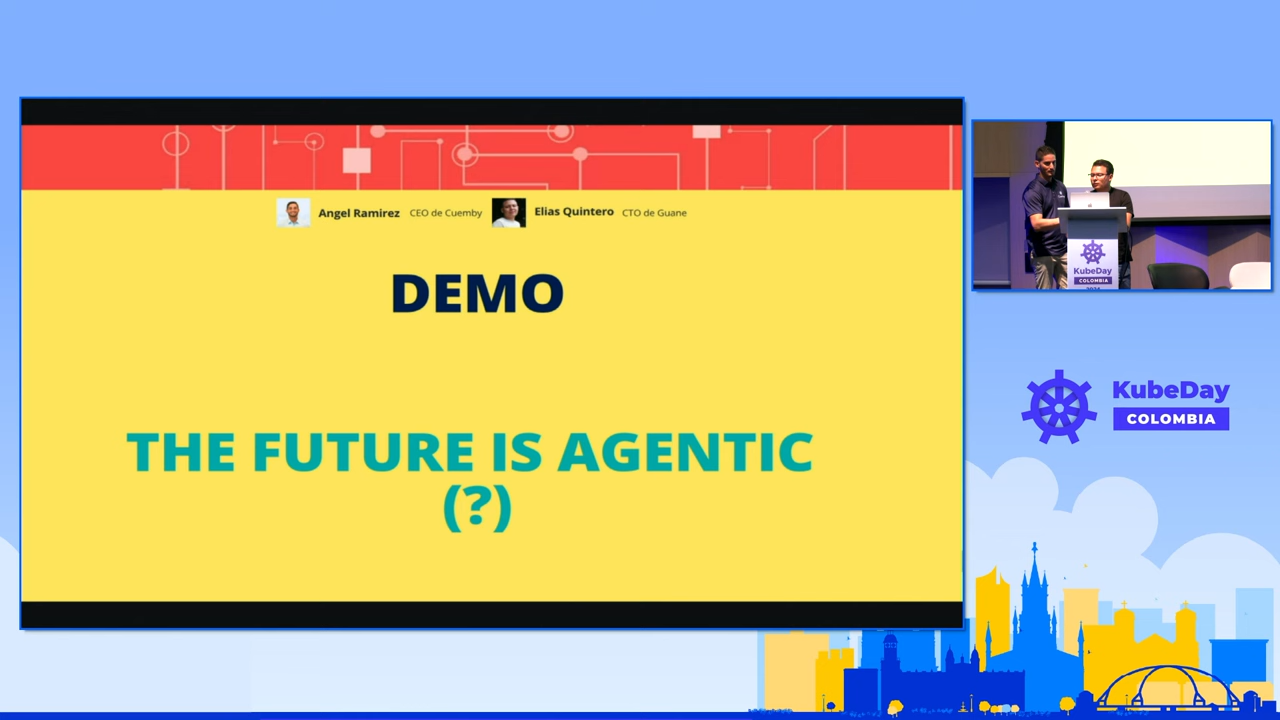 Angel Ramirez CEO de Cuemby Elias Quintero CTO de Guane
DEMO
THE FUTURE IS AGENTIC
(?)
KubeDay
COLOMBIA
KubeDay
COLOMBIA